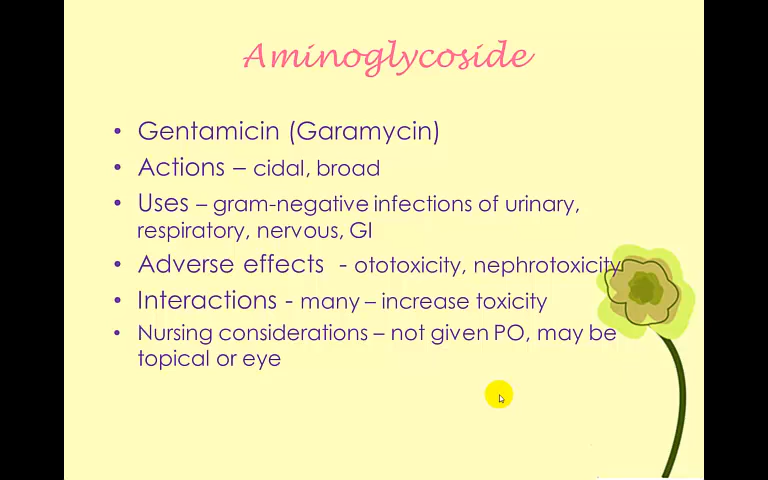 Aminoglycoside
• Gentamicin (Garamycin)
• Actions – cidal, broad
• Uses – gram-negative infections of urinary,
respiratory, nervous, GI
• Adverse effects - ototoxicity, nephrotoxicity
• Interactions - many – increase toxicity
• Nursing considerations – not given PO, may be
topical or eye